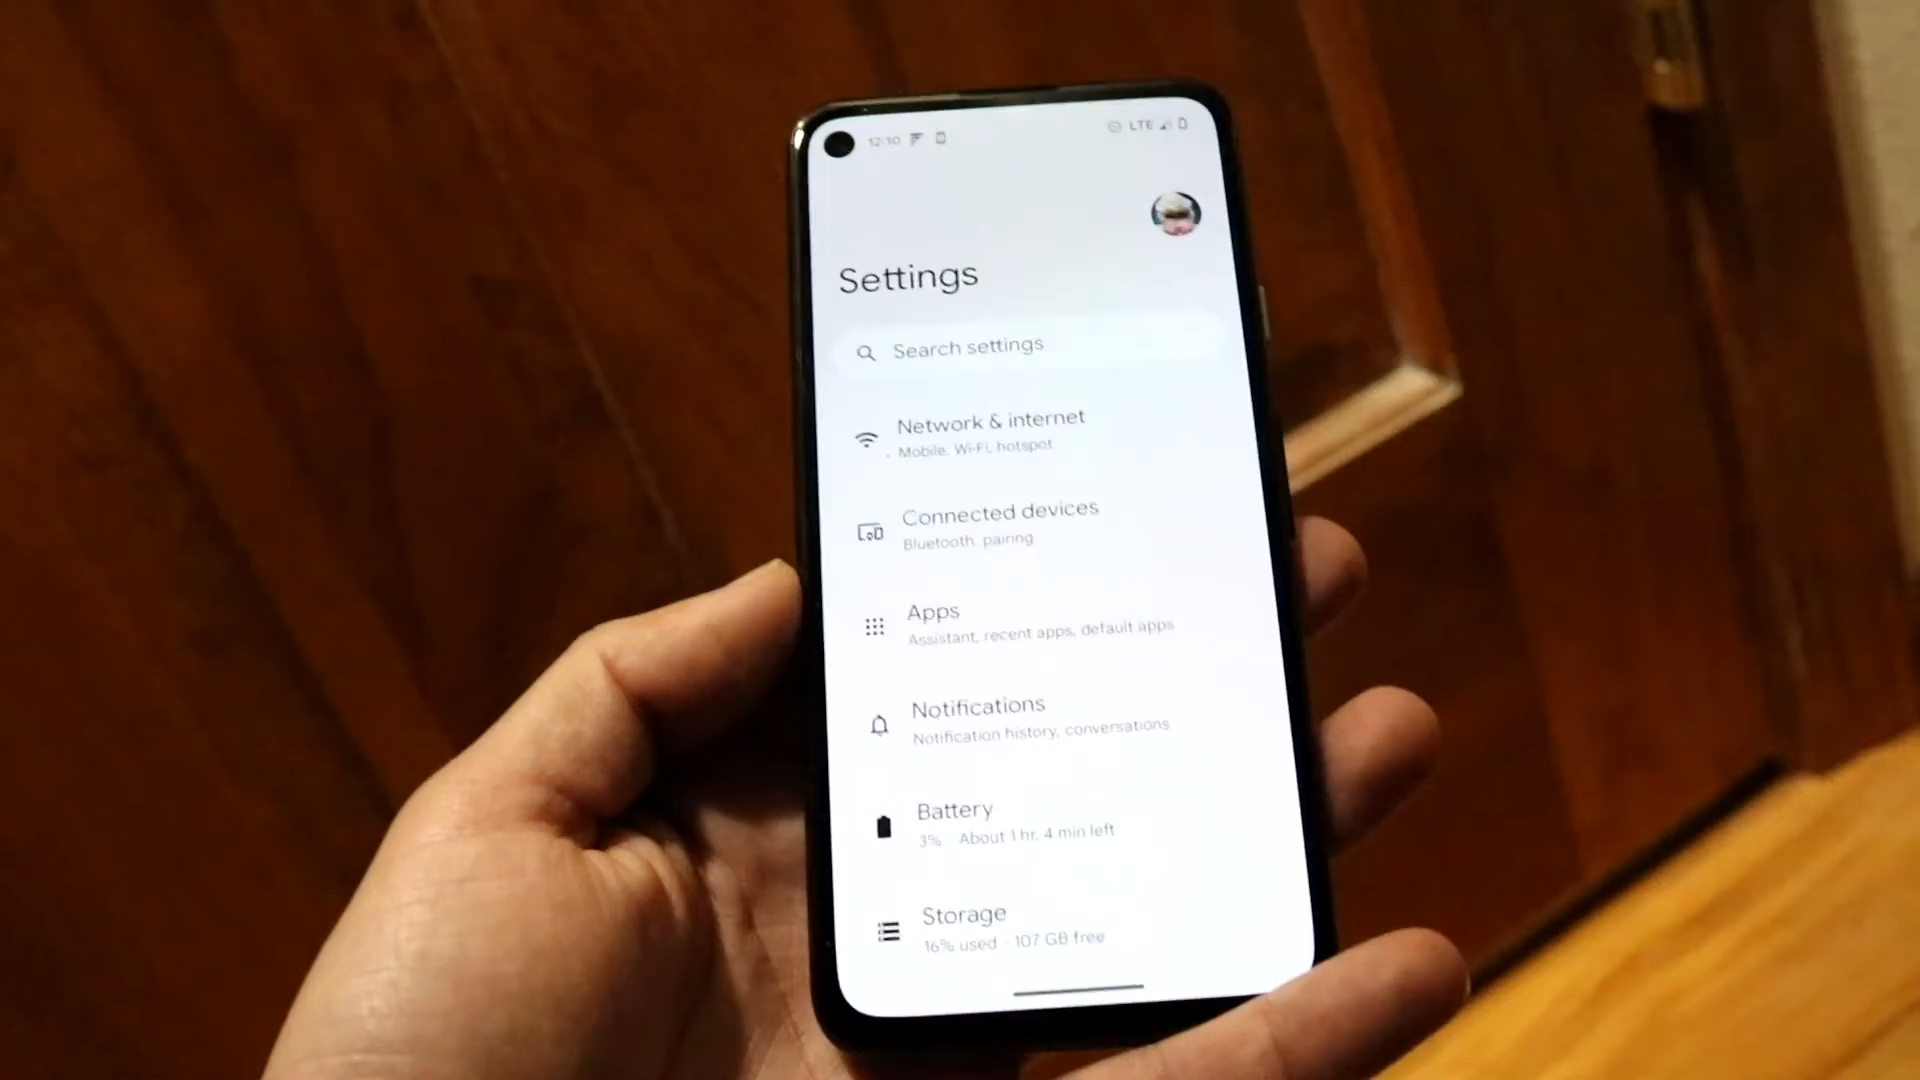 12:10 LTE
Settings
Search settings
Network & internet
Mobile, Wi-Fi, hotspot
Connected devices
Bluetooth, pairing
Apps
Assistant, recent apps, default apps
Notifications
Notification history, conversations
Battery
3% · About 1 hr, 4 min left
Storage
16% used · 107 GB free